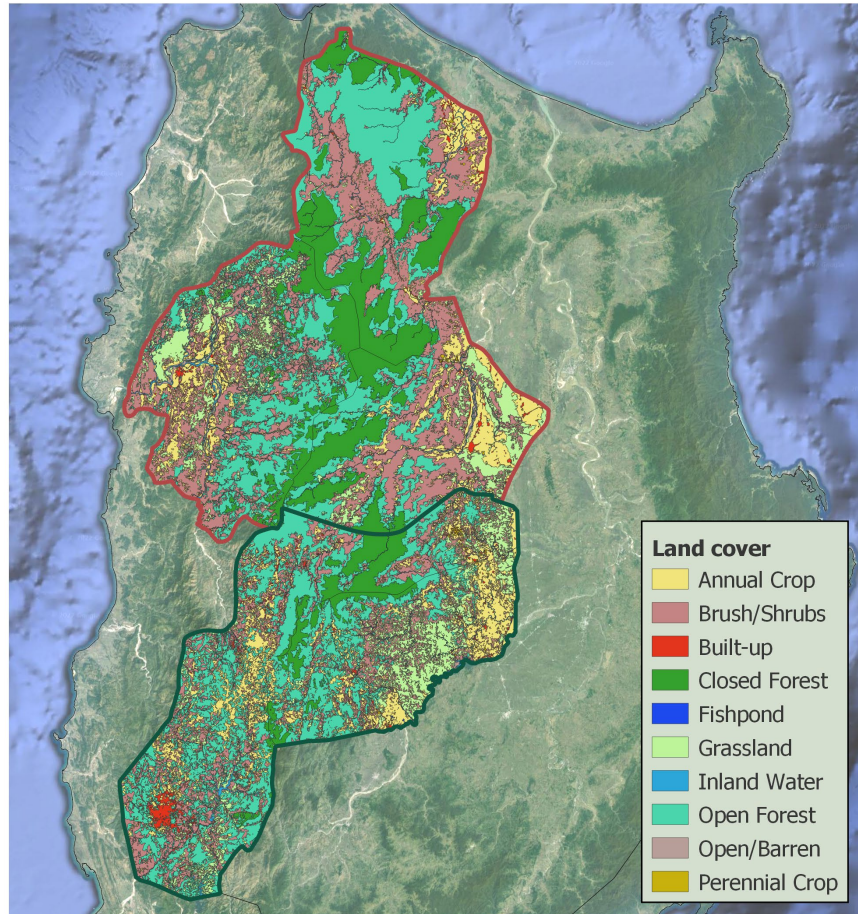 Land cover
Annual Crop
Brush/Shrubs
Built-up
Closed Forest
Fishpond
Grassland
Inland Water
Open Forest
Open/Barren
Perennial Crop